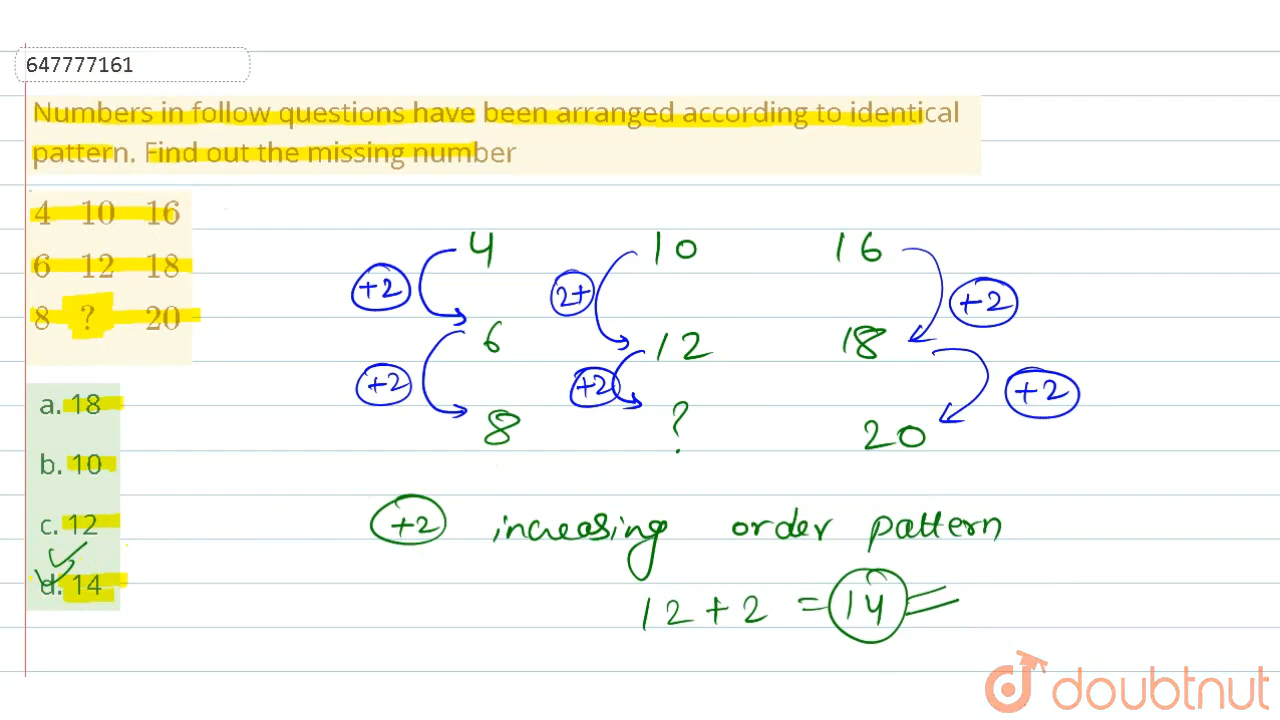 647777161
Numbers in follow questions have been arranged according to identical
pattern. Find out the missing number
4 10 16
6 12 18
8 ? 20
a. 18
b. 10
c. 12
d. 14
4 10 16
+2 2+ +2
6 12 18
+2 +2 +2
8 ? 20
+2 increasing order pattern
12 + 2 = 14
doubtnut